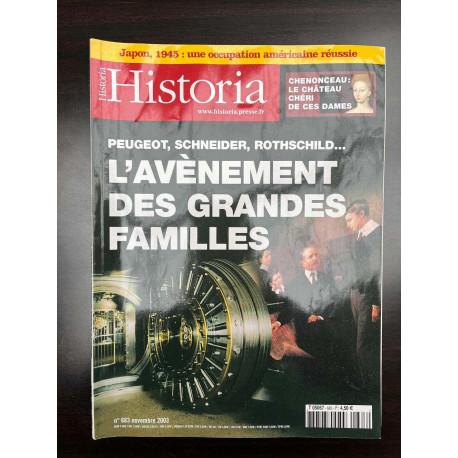 Japon, 1945 : une occupation américaine réussie
Historia
Historia
www.historia.presse.fr
CHENONCEAU :
LE CHÂTEAU
CHÉRI
DE CES DAMES
PEUGEOT, SCHNEIDER, ROTHSCHILD...
L'AVÈNEMENT
DES GRANDES
FAMILLES
n° 683 novembre 2003
4,50 €